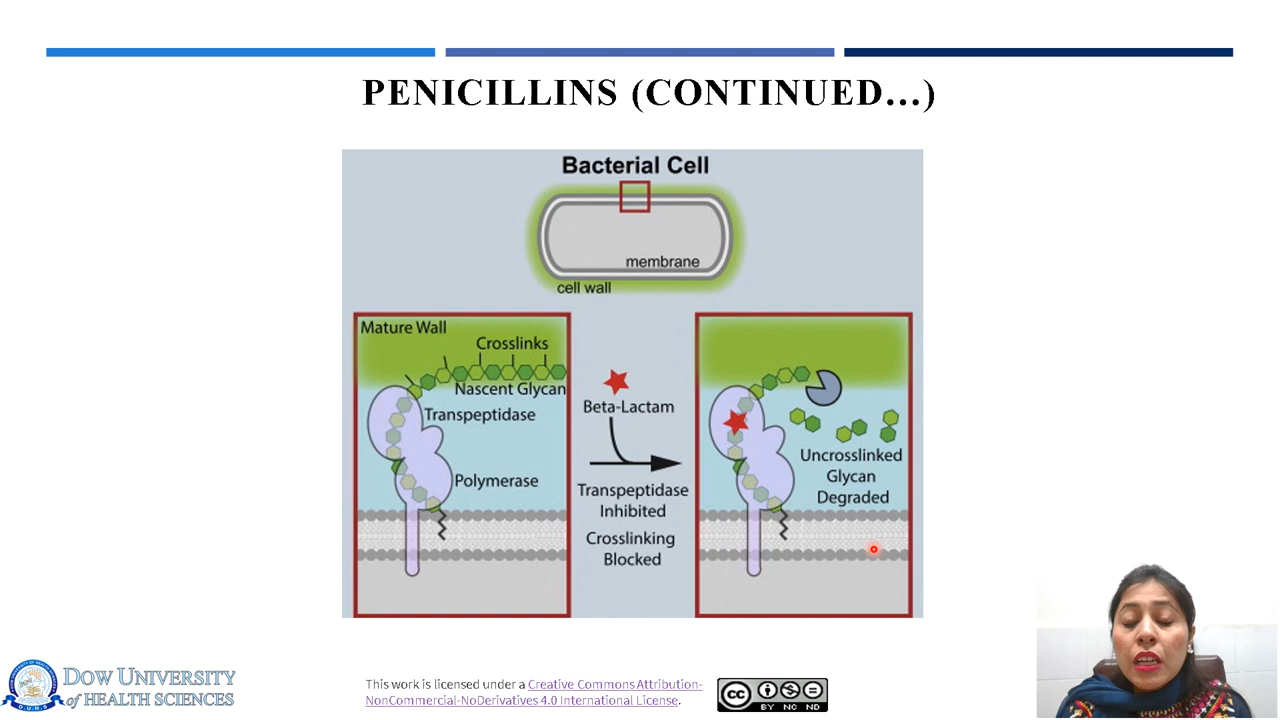 PENICILLINS (CONTINUED...)
Bacterial Cell
membrane
cell wall
Mature Wall
Crosslinks
Nascent Glycan
Transpeptidase
Polymerase
Beta-Lactam
Transpeptidase
Inhibited
Crosslinking
Blocked
Uncrosslinked
Glycan
Degraded
DOW UNIVERSITY
of HEALTH SCIENCES
This work is licensed under a Creative Commons Attribution-
NonCommercial-NoDerivatives 4.0 International License.
cc
BY NC ND